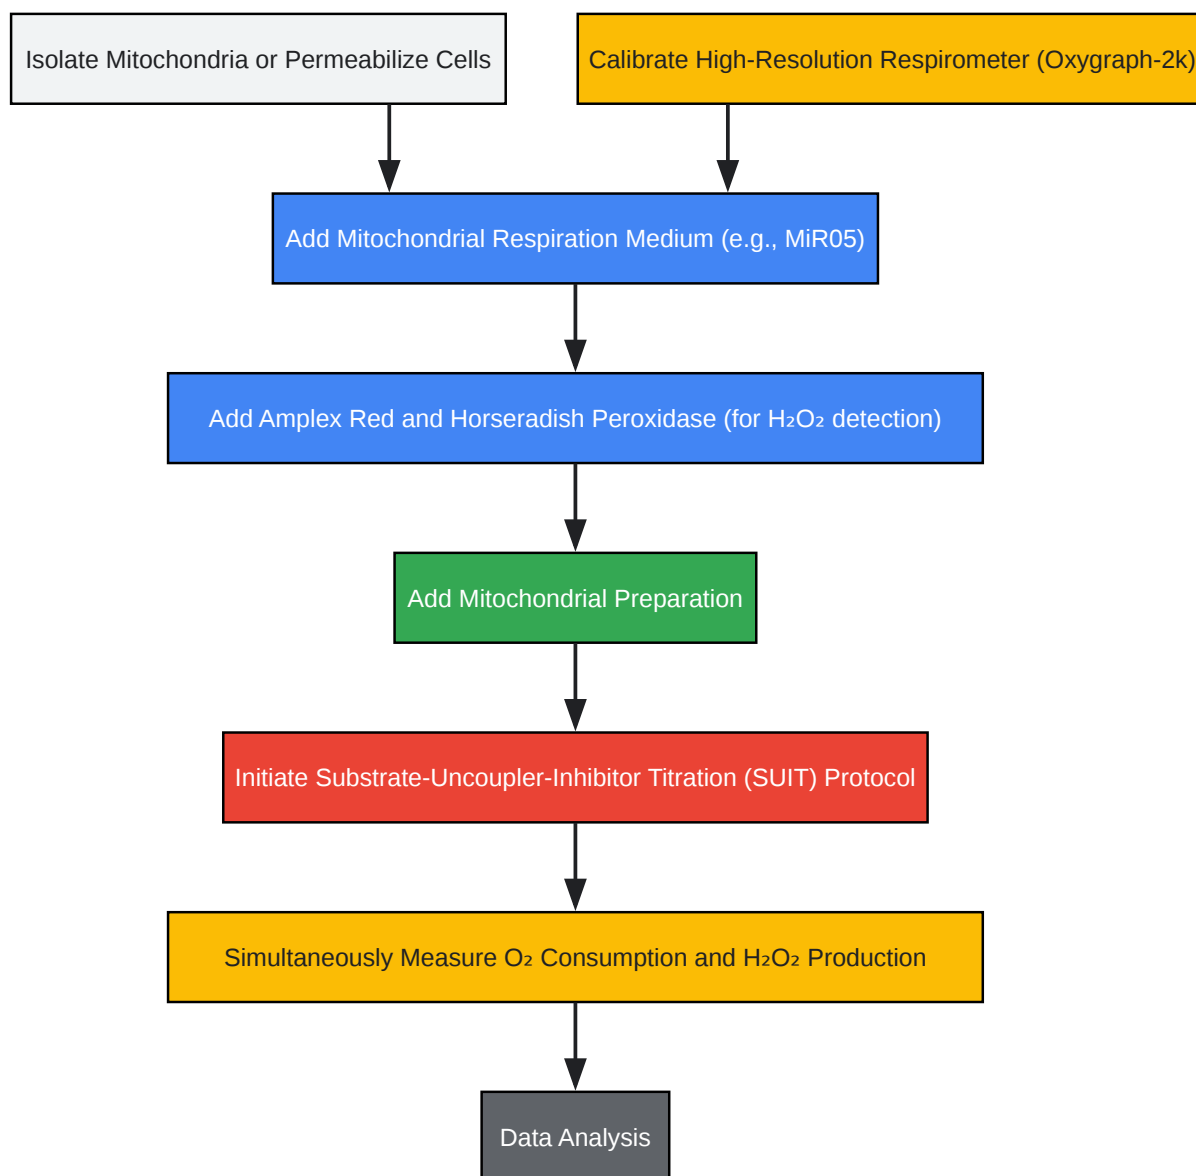 Isolate Mitochondria or Permeabilize Cells
Calibrate High-Resolution Respirometer (Oxygraph-2k)
Add Mitochondrial Respiration Medium (e.g., MiR05)
Add Amplex Red and Horseradish Peroxidase (for H₂O₂ detection)
Add Mitochondrial Preparation
Initiate Substrate-Uncoupler-Inhibitor Titration (SUIT) Protocol
Simultaneously Measure O₂ Consumption and H₂O₂ Production
Data Analysis